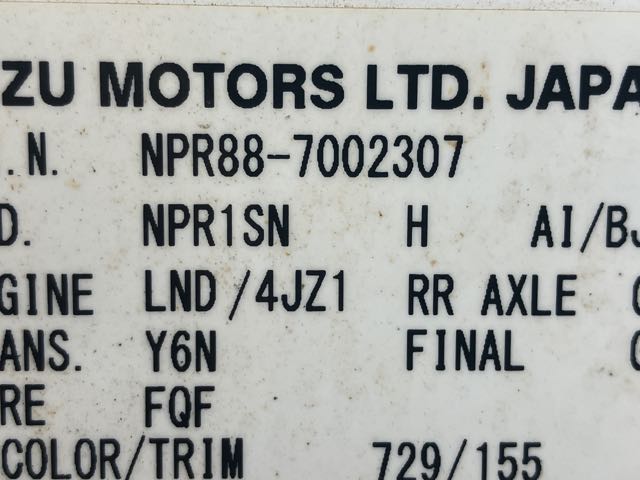 ZU MOTORS LTD. JAPA
.N. NPR88-7002307
D. NPR1SN H AI/BJ
GINE LND/4JZ1 RR AXLE
ANS. Y6N FINAL
RE FQF
COLOR/TRIM 729/155